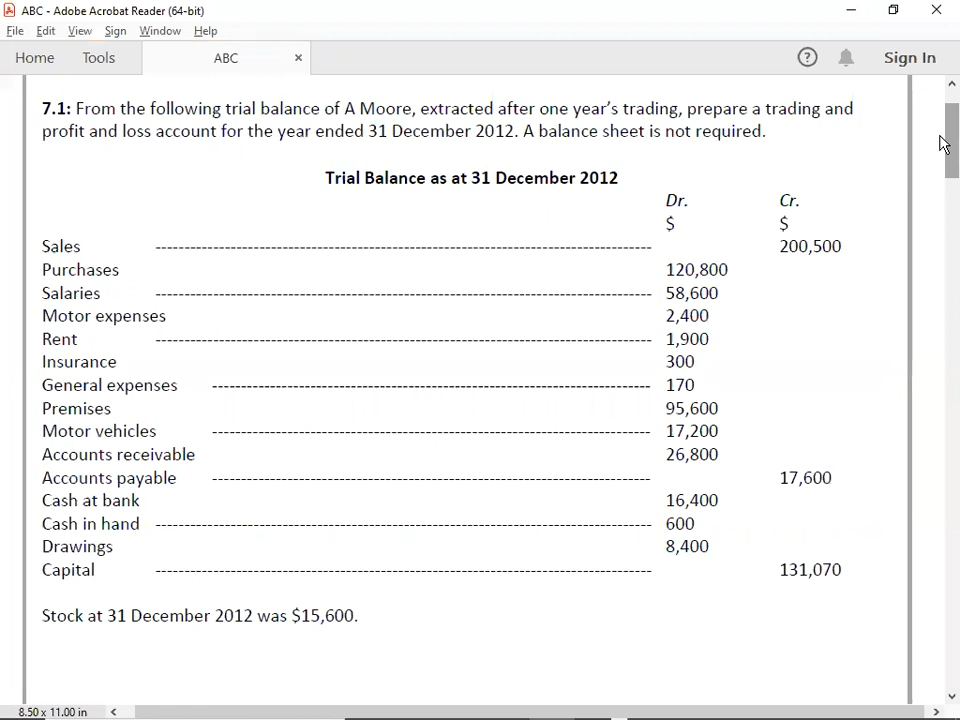 ABC - Adobe Acrobat Reader (64-bit)
File Edit View Sign Window Help
Home Tools ABC × ? Sign In
7.1: From the following trial balance of A Moore, extracted after one year's trading, prepare a trading and
profit and loss account for the year ended 31 December 2012. A balance sheet is not required.
Trial Balance as at 31 December 2012
Dr. Cr.
$ $
Sales 200,500
Purchases 120,800
Salaries 58,600
Motor expenses 2,400
Rent 1,900
Insurance 300
General expenses 170
Premises 95,600
Motor vehicles 17,200
Accounts receivable 26,800
Accounts payable 17,600
Cash at bank 16,400
Cash in hand 600
Drawings 8,400
Capital 131,070
Stock at 31 December 2012 was $15,600.
8.50 x 11.00 in